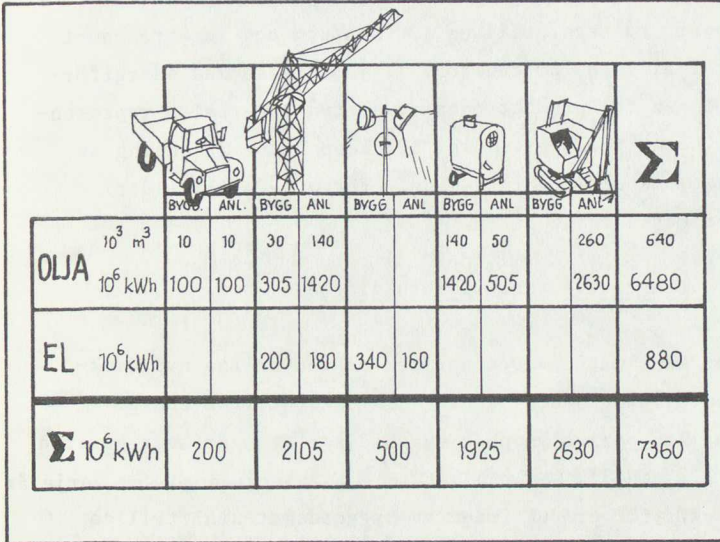 Σ
BYGG. ANL. BYGG ANL BYGG ANL BYGG ANL BYGG ANL
10³ m³ 10 10 30 140 140 50 260 640
OLJA
10⁶ kWh 100 100 305 1420 1420 505 2630 6480
EL 10⁶ kWh 200 180 340 160 880
Σ 10⁶ kWh 200 2105 500 1925 2630 7360